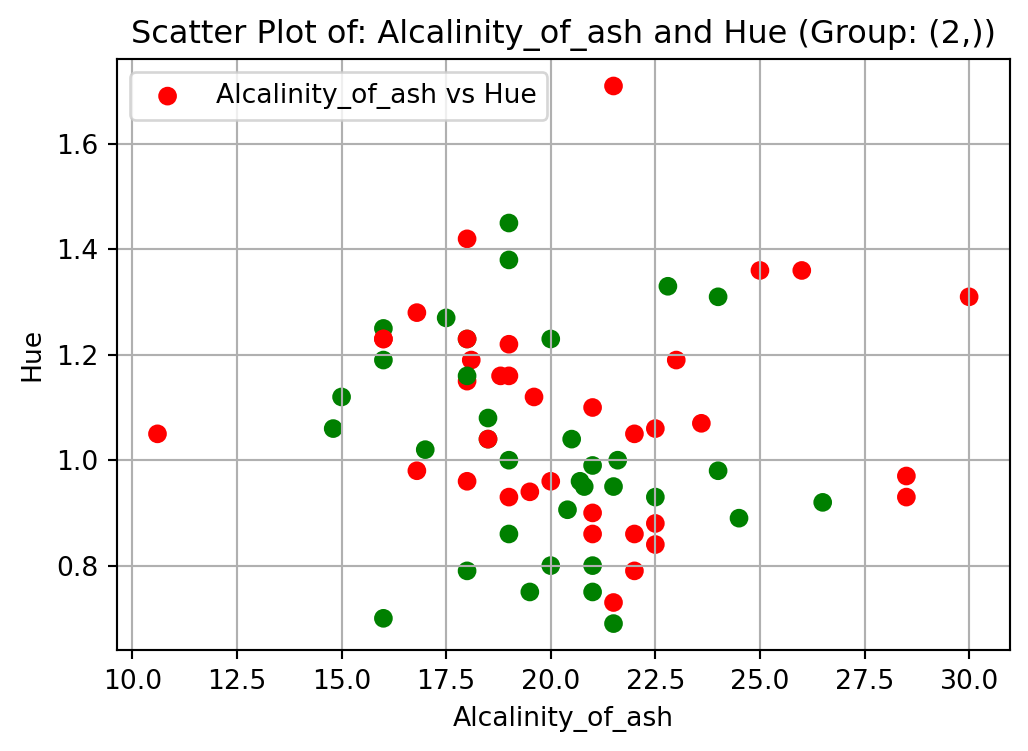 Scatter Plot of: Alcalinity_of_ash and Hue (Group: (2,))
Alcalinity_of_ash vs Hue
1.6
1.4
1.2
1.0
0.8
Hue
10.0 12.5 15.0 17.5 20.0 22.5 25.0 27.5 30.0
Alcalinity_of_ash